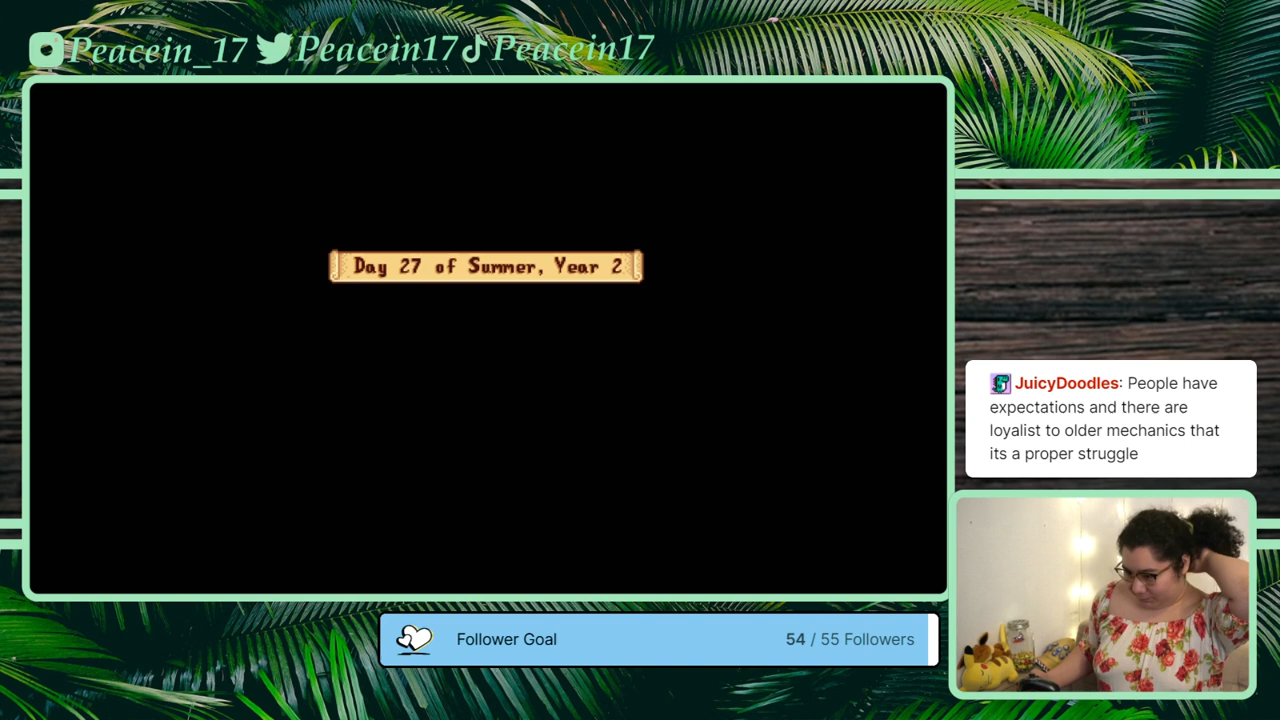 Peacein_17 Peacein17 Peacein17
Day 27 of Summer, Year 2
JuicyDoodles: People have
expectations and there are
loyalist to older mechanics that
its a proper struggle
Follower Goal 54 / 55 Followers